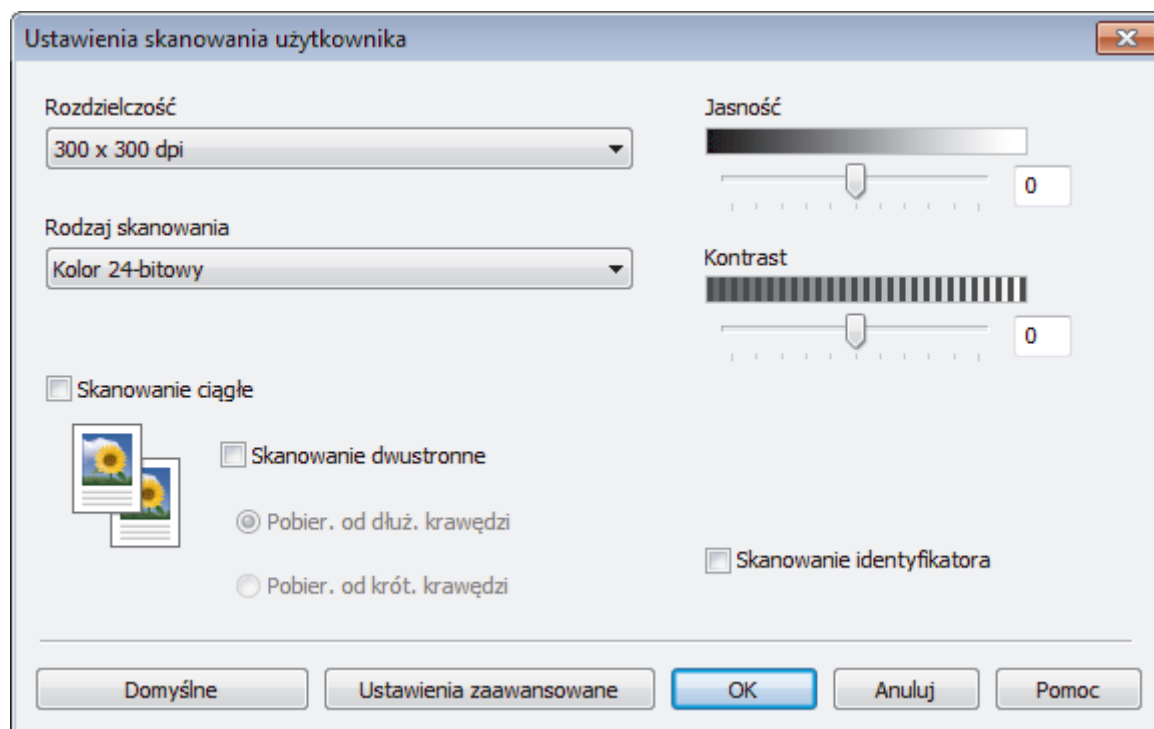 Ustawienia skanowania użytkownika
Rozdzielczość
300 x 300 dpi
Rodzaj skanowania
Kolor 24-bitowy
Jasność
0
Kontrast
0
Skanowanie ciągłe
Skanowanie dwustronne
Pobier. od dłuż. krawędzi
Pobier. od krót. krawędzi
Skanowanie identyfikatora
Domyślne
Ustawienia zaawansowane
OK
Anuluj
Pomoc